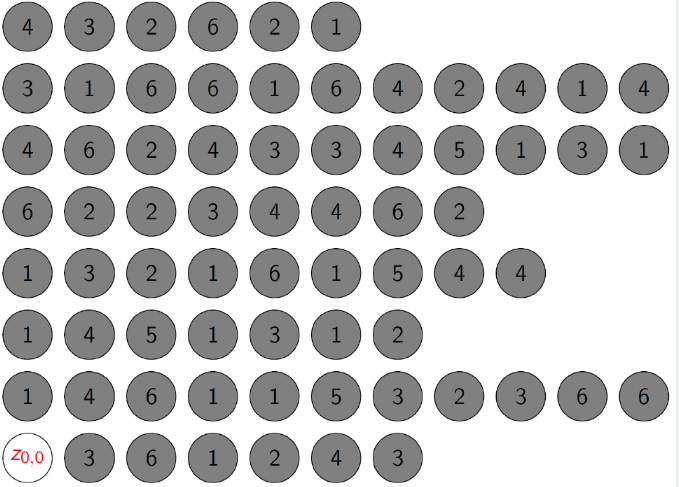 4 3 2 6 2 1
3 1 6 6 1 6 4 2 4 1 4
4 6 2 4 3 3 4 5 1 3 1
6 2 2 3 4 4 6 2
1 3 2 1 6 1 5 4 4
1 4 5 1 3 1 2
1 4 6 1 1 5 3 2 3 6 6
z0,0 3 6 1 2 4 3